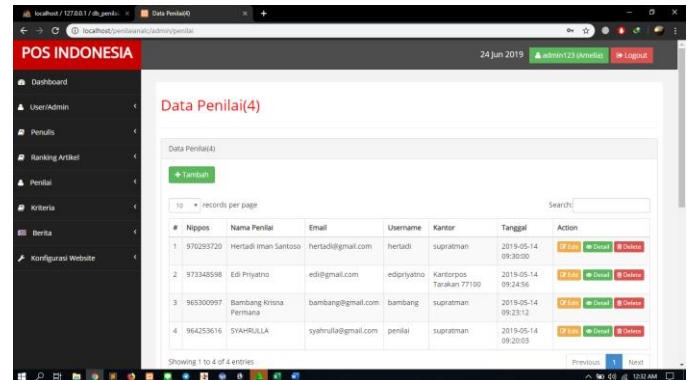 localhost / 127.0.0.1 / db_penila
Data Penilai(4)
localhost/penilaianalc/admin/penilai
POS INDONESIA
24 Jun 2019
admin123 (Amelia)
Logout
Dashboard
User/Admin
Penulis
Ranking Artikel
Penilai
Kriteria
Berita
Konfigurasi Website
Data Penilai(4)
Data Penilai(4)
+ Tambah
10 records per page
Search:
# Nippos Nama Penilai Email Username Kantor Tanggal Action
1 970293720 Hertadi Iman Santoso hertadi@gmail.com hertadi supratman 2019-05-14 09:30:00 Edit Detail Delete
2 973348598 Edi Priyatno edi@gmail.com edipriyatno Kantorpos Tarakan 77100 2019-05-14 09:24:56 Edit Detail Delete
3 965300997 Bambang Krisna Permana bambang@gmail.com bambang supratman 2019-05-14 09:23:12 Edit Detail Delete
4 964253616 SYAHRULLA syahrulla@gmail.com penilai supratman 2019-05-14 09:20:03 Edit Detail Delete
Showing 1 to 4 of 4 entries
Previous 1 Next
12:32 AM